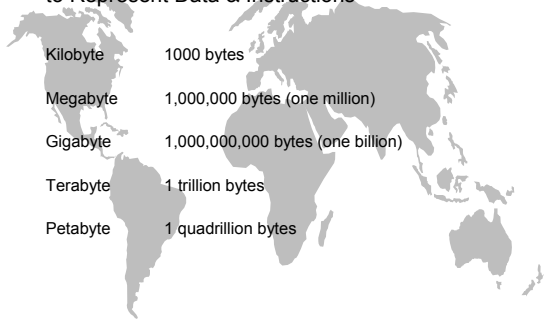 to Represent Data & Instructions
Kilobyte 1000 bytes
Megabyte 1,000,000 bytes (one million)
Gigabyte 1,000,000,000 bytes (one billion)
Terabyte 1 trillion bytes
Petabyte 1 quadrillion bytes